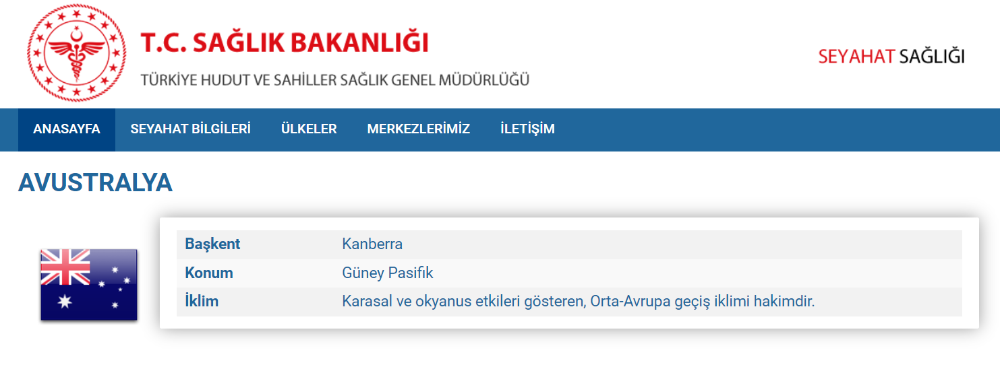 T.C. SAĞLIK BAKANLIĞI
TÜRKİYE HUDUT VE SAHİLLER SAĞLIK GENEL MÜDÜRLÜĞÜ
SEYAHAT SAĞLIĞI
ANASAYFA SEYAHAT BİLGİLERİ ÜLKELER MERKEZLERİMİZ İLETİŞİM
AVUSTRALYA
Başkent Kanberra
Konum Güney Pasifik
İklim Karasal ve okyanus etkileri gösteren, Orta-Avrupa geçiş iklimi hakimdir.